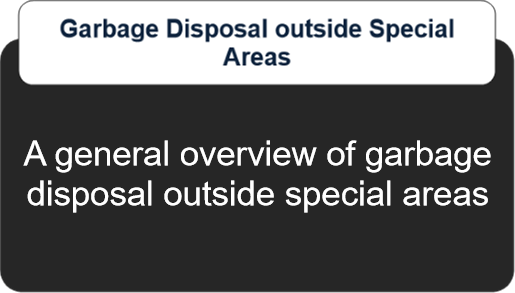 Garbage Disposal outside Special
Areas
A general overview of garbage
disposal outside special areas